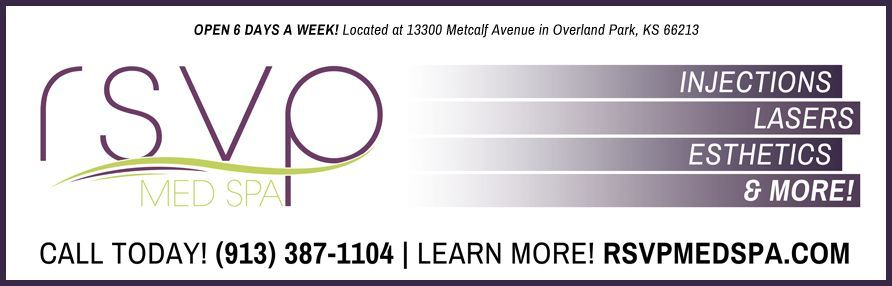 OPEN 6 DAYS A WEEK! Located at 13300 Metcalf Avenue in Overland Park, KS 66213
rsvp
MED SPA
INJECTIONS
LASERS
ESTHETICS
& MORE!
CALL TODAY! (913) 387-1104 | LEARN MORE! RSVPMEDSPA.COM